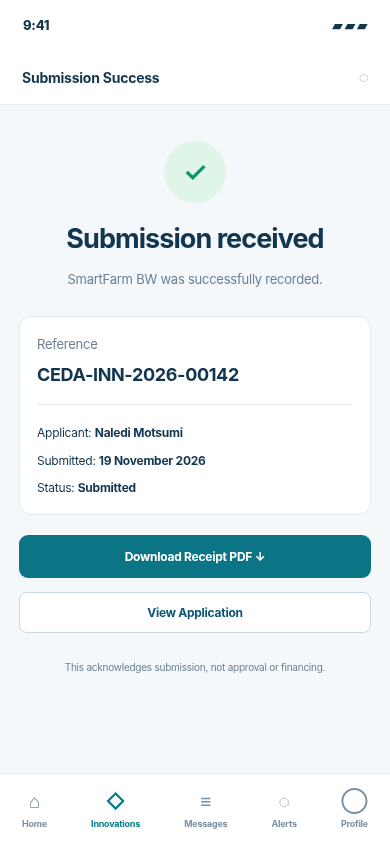 9:41
Submission Success
Submission received
SmartFarm BW was successfully recorded.
Reference
CEDA-INN-2026-00142
Applicant: Naledi Motsumi
Submitted: 19 November 2026
Status: Submitted
Download Receipt PDF ↓
View Application
This acknowledges submission, not approval or financing.
Home Innovations Messages Alerts Profile